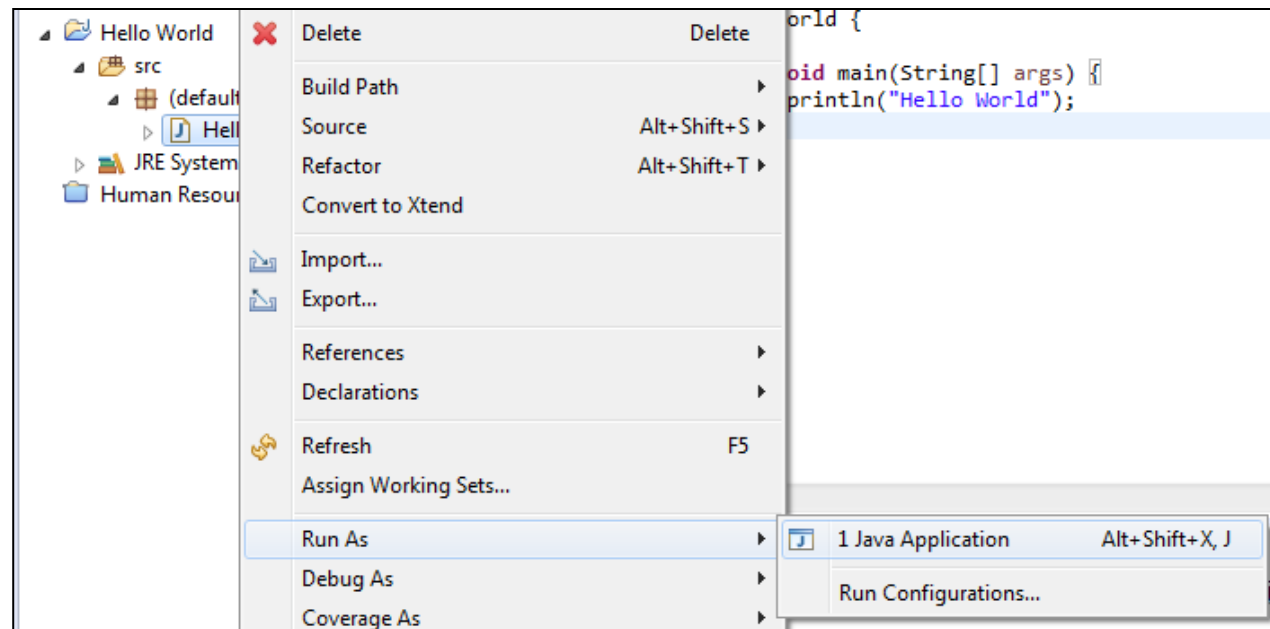 Hello World
src
(default
Hell
JRE System
Human Resour
Delete Delete
Build Path
Source Alt+Shift+S
Refactor Alt+Shift+T
Convert to Xtend
Import...
Export...
References
Declarations
Refresh F5
Assign Working Sets...
Run As
Debug As
Coverage As
1 Java Application Alt+Shift+X, J
Run Configurations...
orld {
oid main(String[] args) {
println("Hello World");